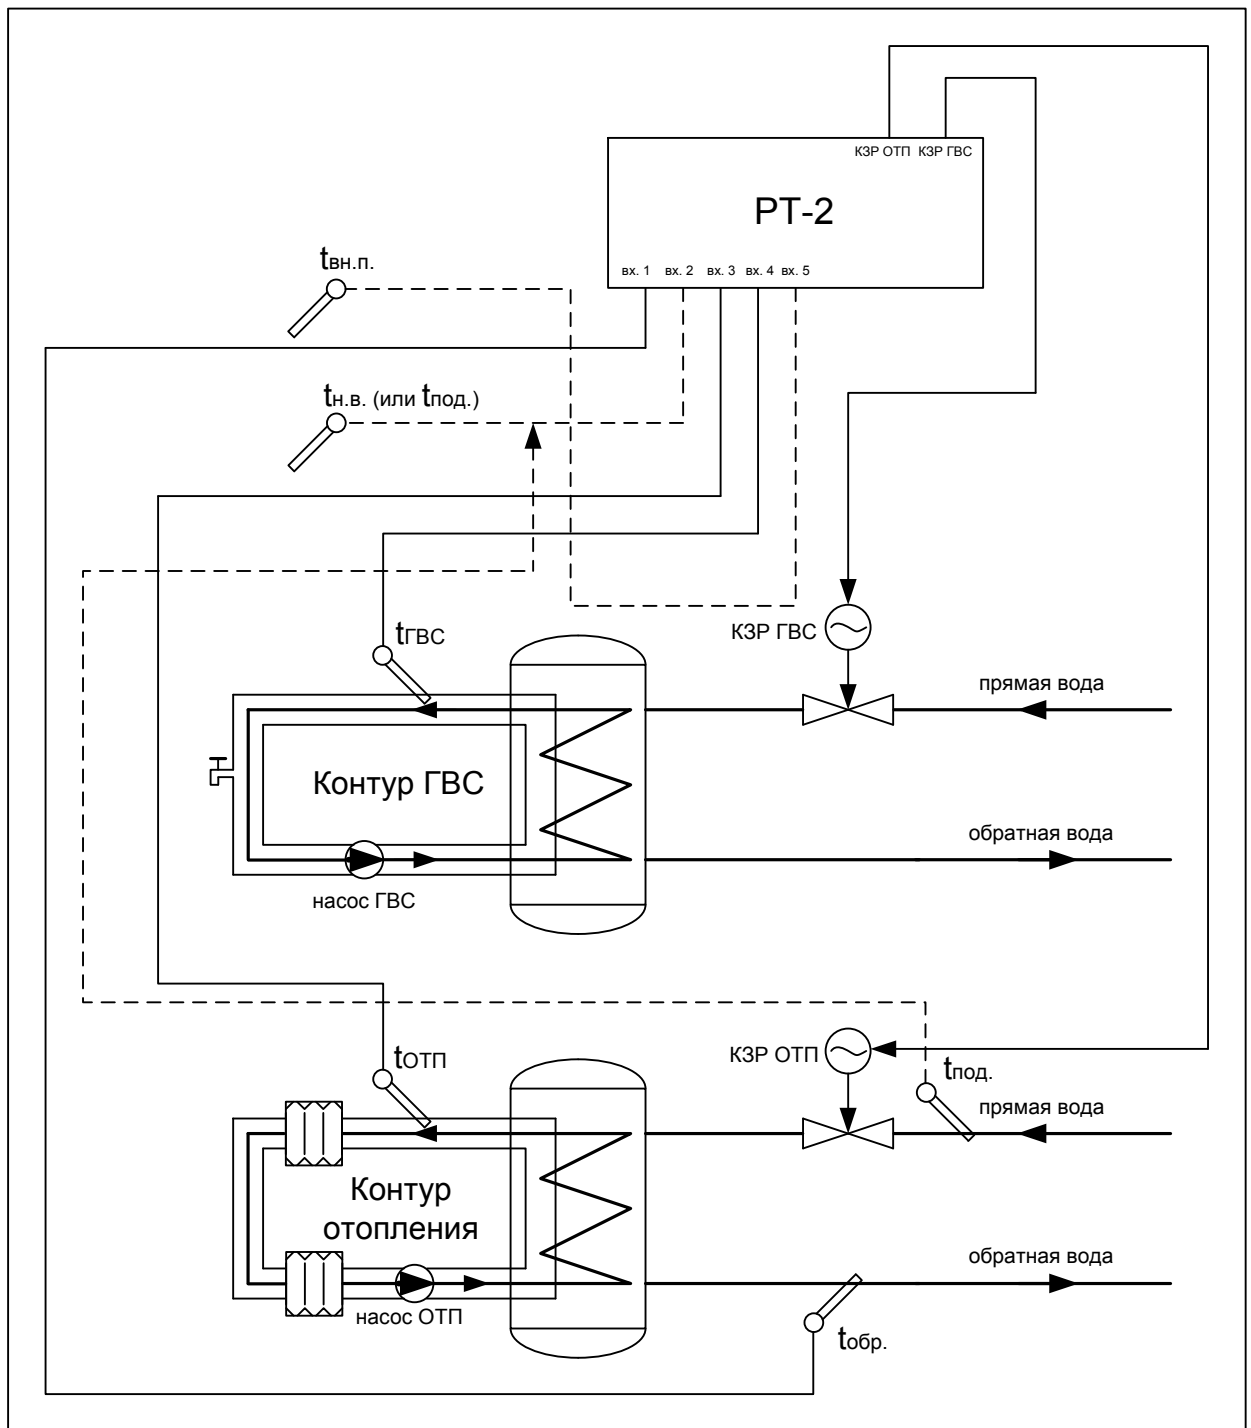 КЗР ОТП КЗР ГВС
РТ-2
вх. 1 вх. 2 вх. 3 вх. 4 вх. 5
tвн.п.
tн.в. (или tпод.)
КЗР ГВС
tГВС
прямая вода
Контур ГВС
обратная вода
насос ГВС
КЗР ОТП
tОТП
tпод.
прямая вода
Контур
отопления
обратная вода
насос ОТП
tобр.